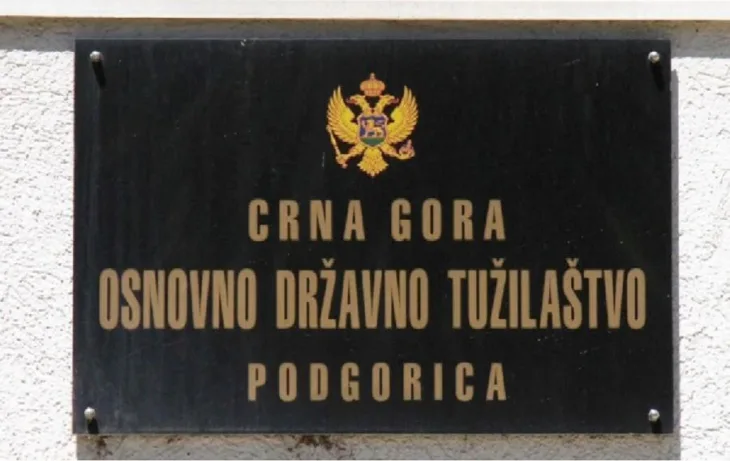 CRNA GORA
OSNOVNO DRŽAVNO TUŽILAŠTVO
PODGORICA